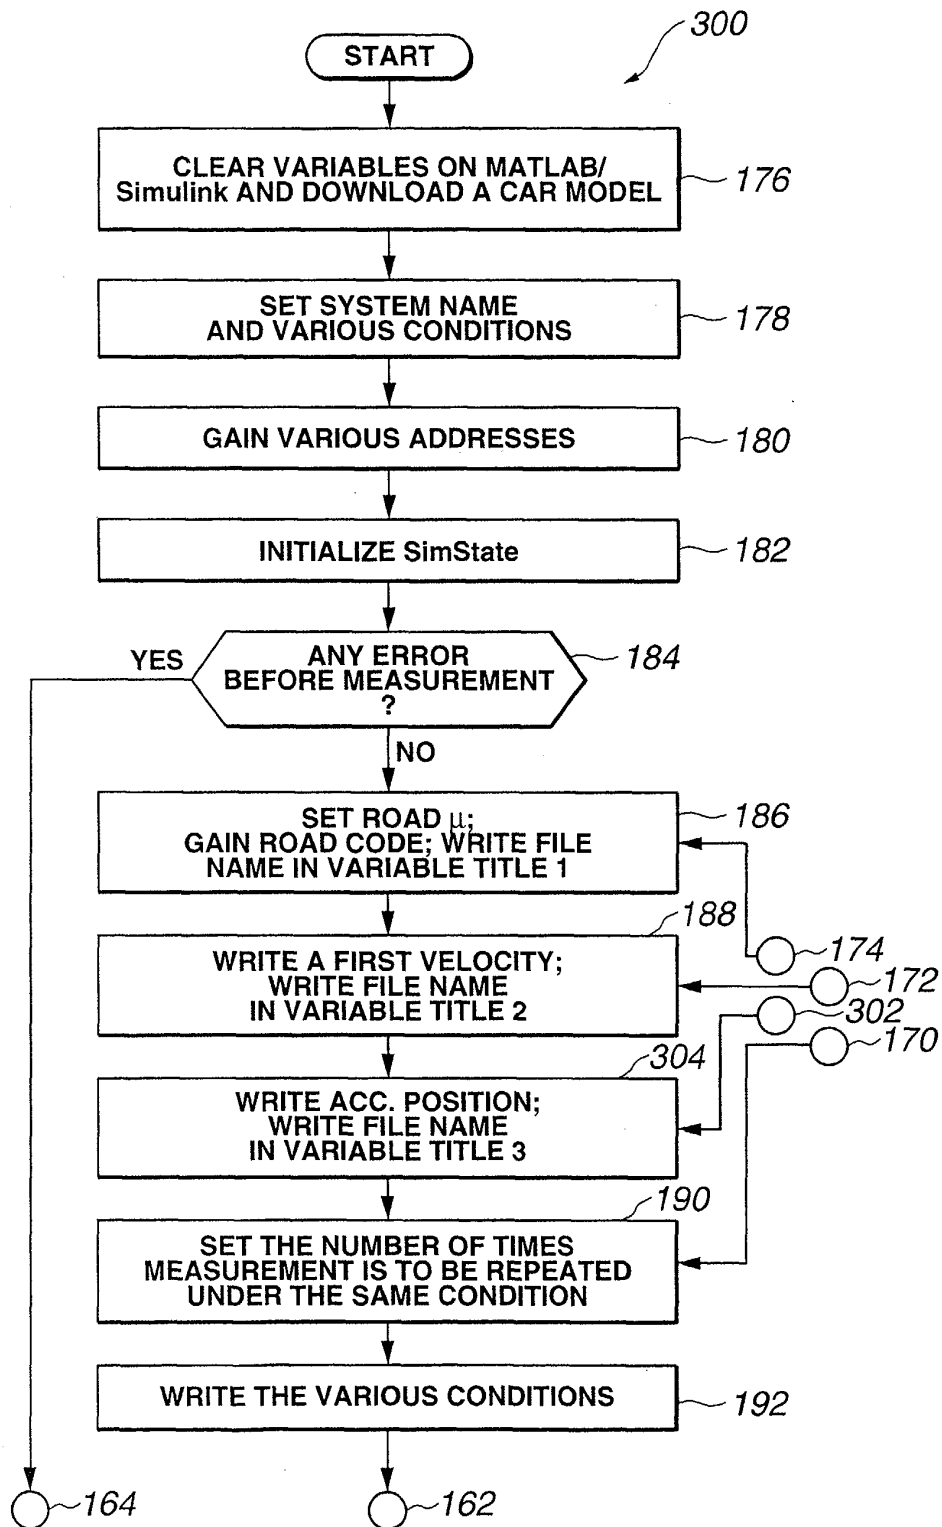 300
START
CLEAR VARIABLES ON MATLAB/
Simulink AND DOWNLOAD A CAR MODEL
176
SET SYSTEM NAME
AND VARIOUS CONDITIONS
178
GAIN VARIOUS ADDRESSES
180
INITIALIZE SimState
182
YES
ANY ERROR
BEFORE MEASUREMENT
?
184
NO
SET ROAD μ;
GAIN ROAD CODE; WRITE FILE
NAME IN VARIABLE TITLE 1
186
188
WRITE A FIRST VELOCITY;
WRITE FILE NAME
IN VARIABLE TITLE 2
174
172
302
170
304
WRITE ACC. POSITION;
WRITE FILE NAME
IN VARIABLE TITLE 3
190
SET THE NUMBER OF TIMES
MEASUREMENT IS TO BE REPEATED
UNDER THE SAME CONDITION
WRITE THE VARIOUS CONDITIONS
192
164
162